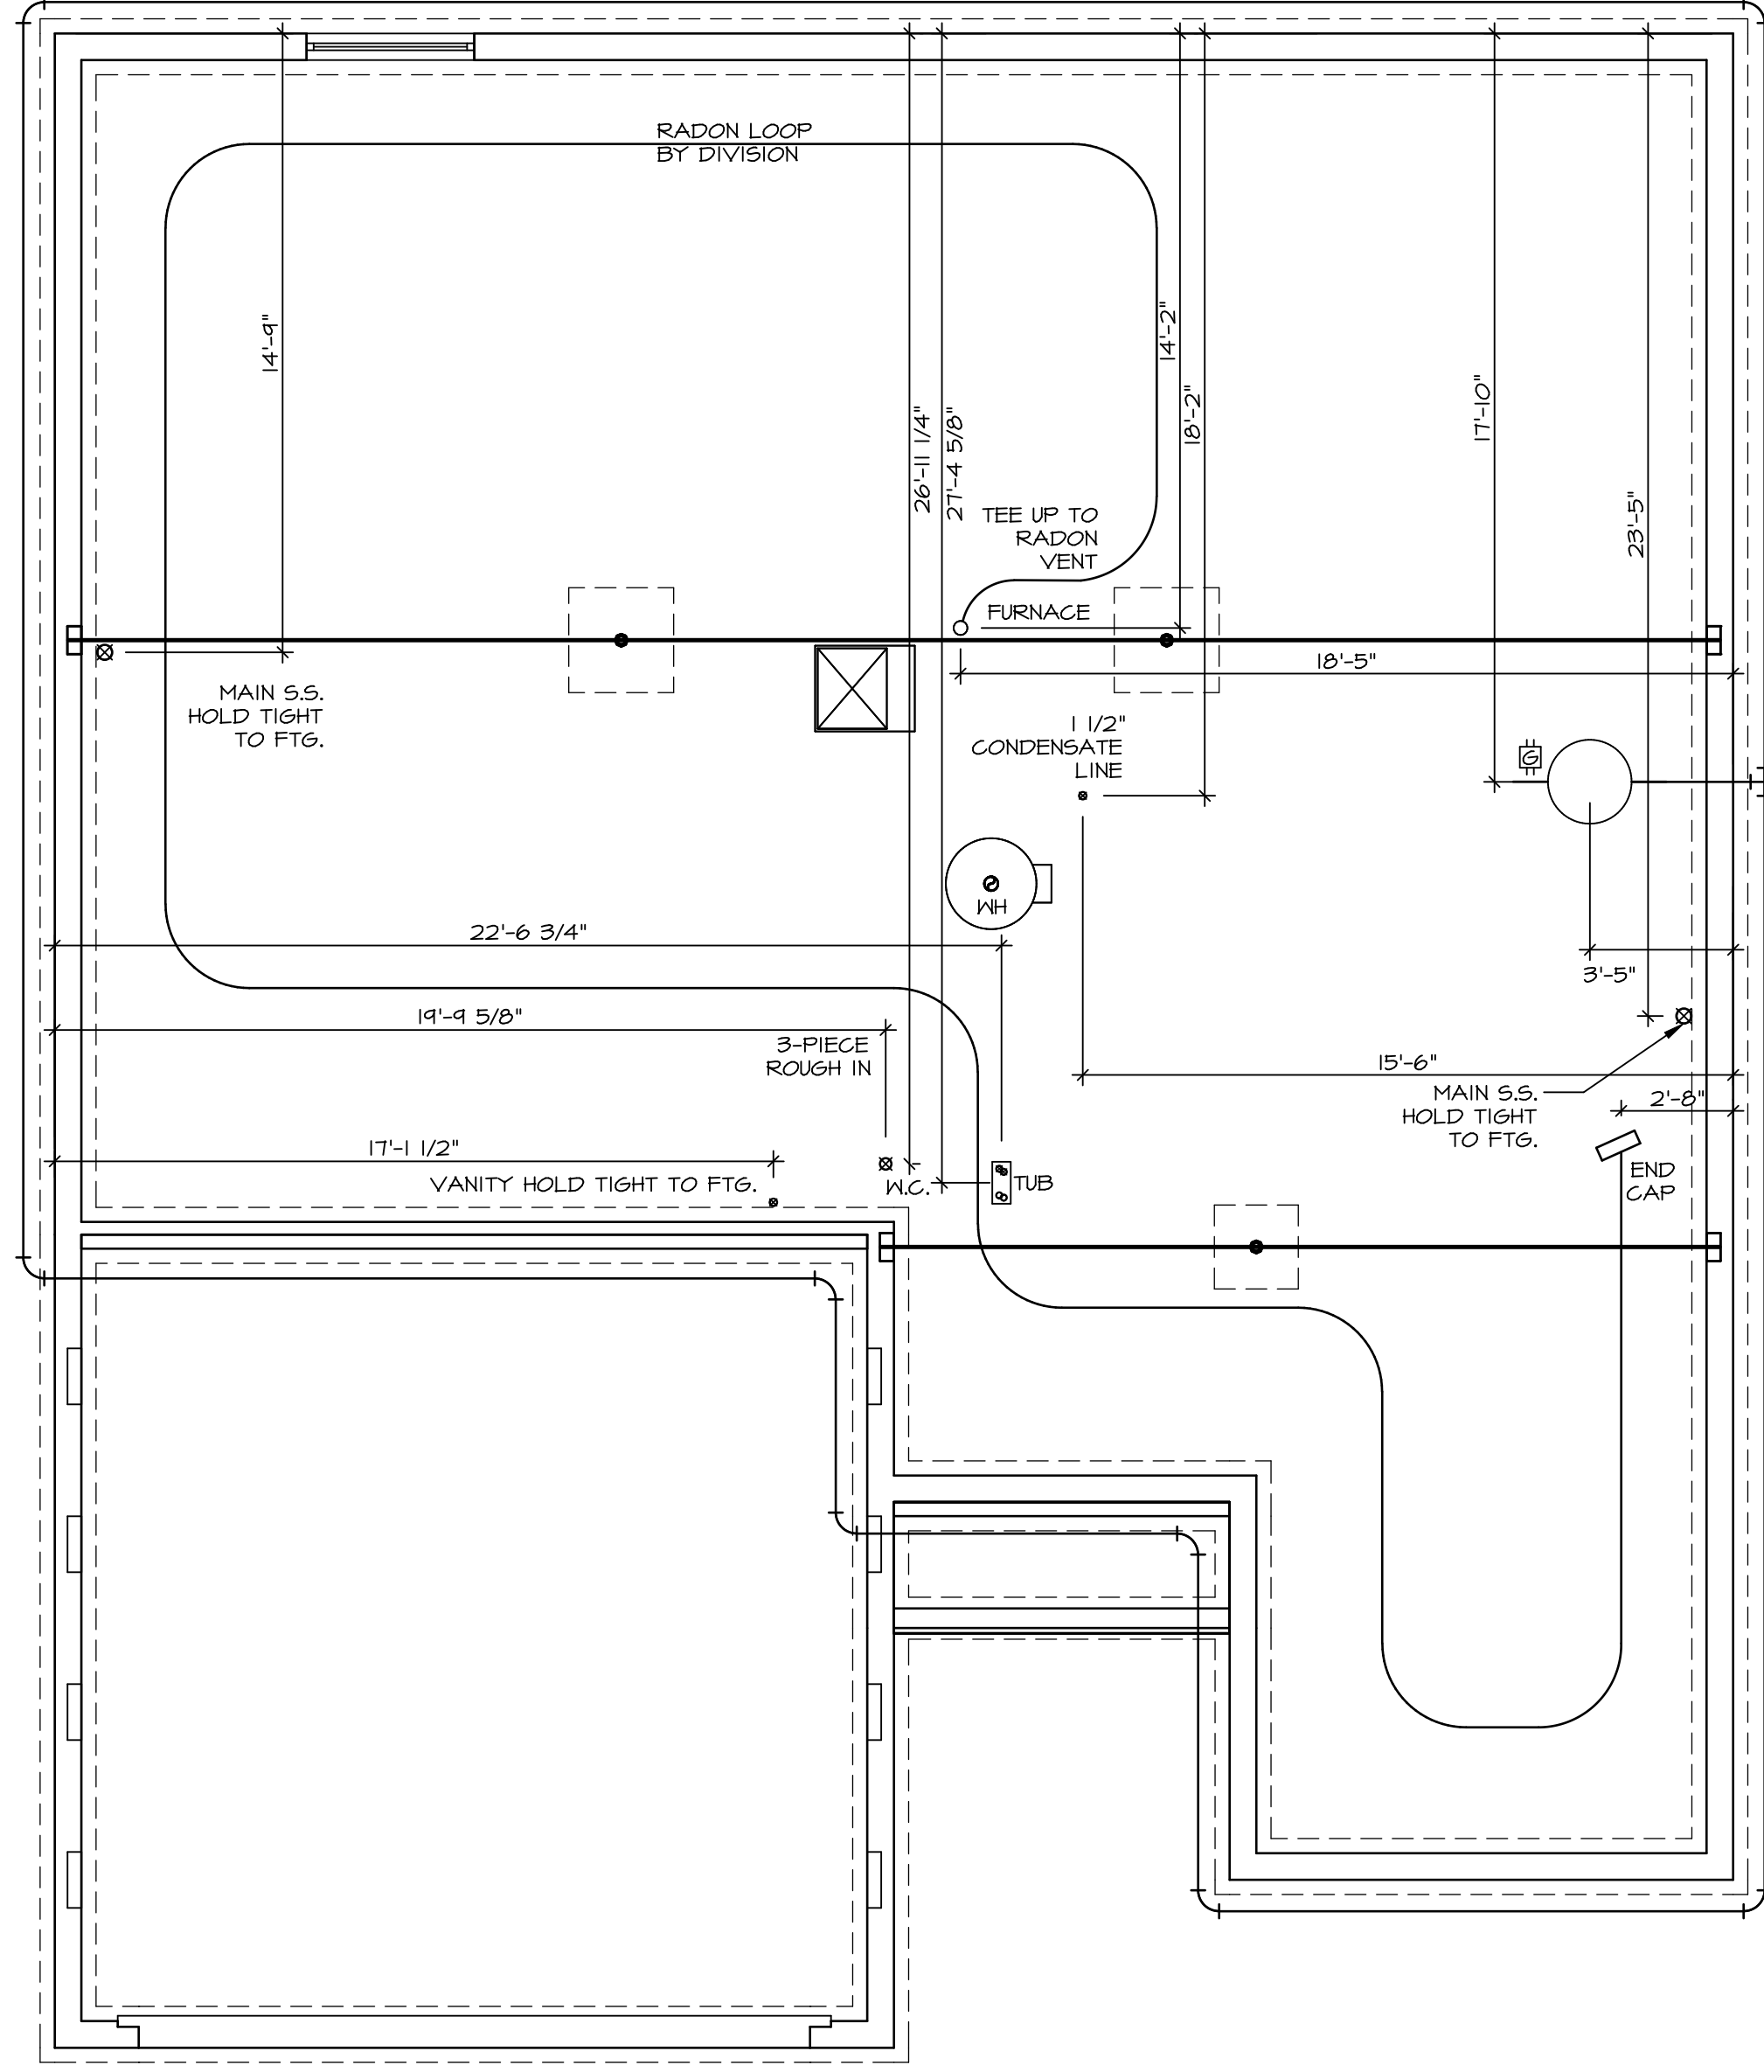 RADON LOOP
BY DIVISION
14'-9"
14'-2"
18'-2"
26'-11 1/4"
27'-4 5/8"
17'-10"
23'-5"
TEE UP TO
RADON
VENT
FURNACE
18'-5"
MAIN S.S.
HOLD TIGHT
TO FTG.
1 1/2"
CONDENSATE
LINE
G
WH
22'-6 3/4"
3'-5"
19'-9 5/8"
3-PIECE
ROUGH IN
15'-6"
MAIN S.S.
HOLD TIGHT
TO FTG.
2'-8"
17'-1 1/2"
VANITY HOLD TIGHT TO FTG.
W.C.
TUB
END
CAP